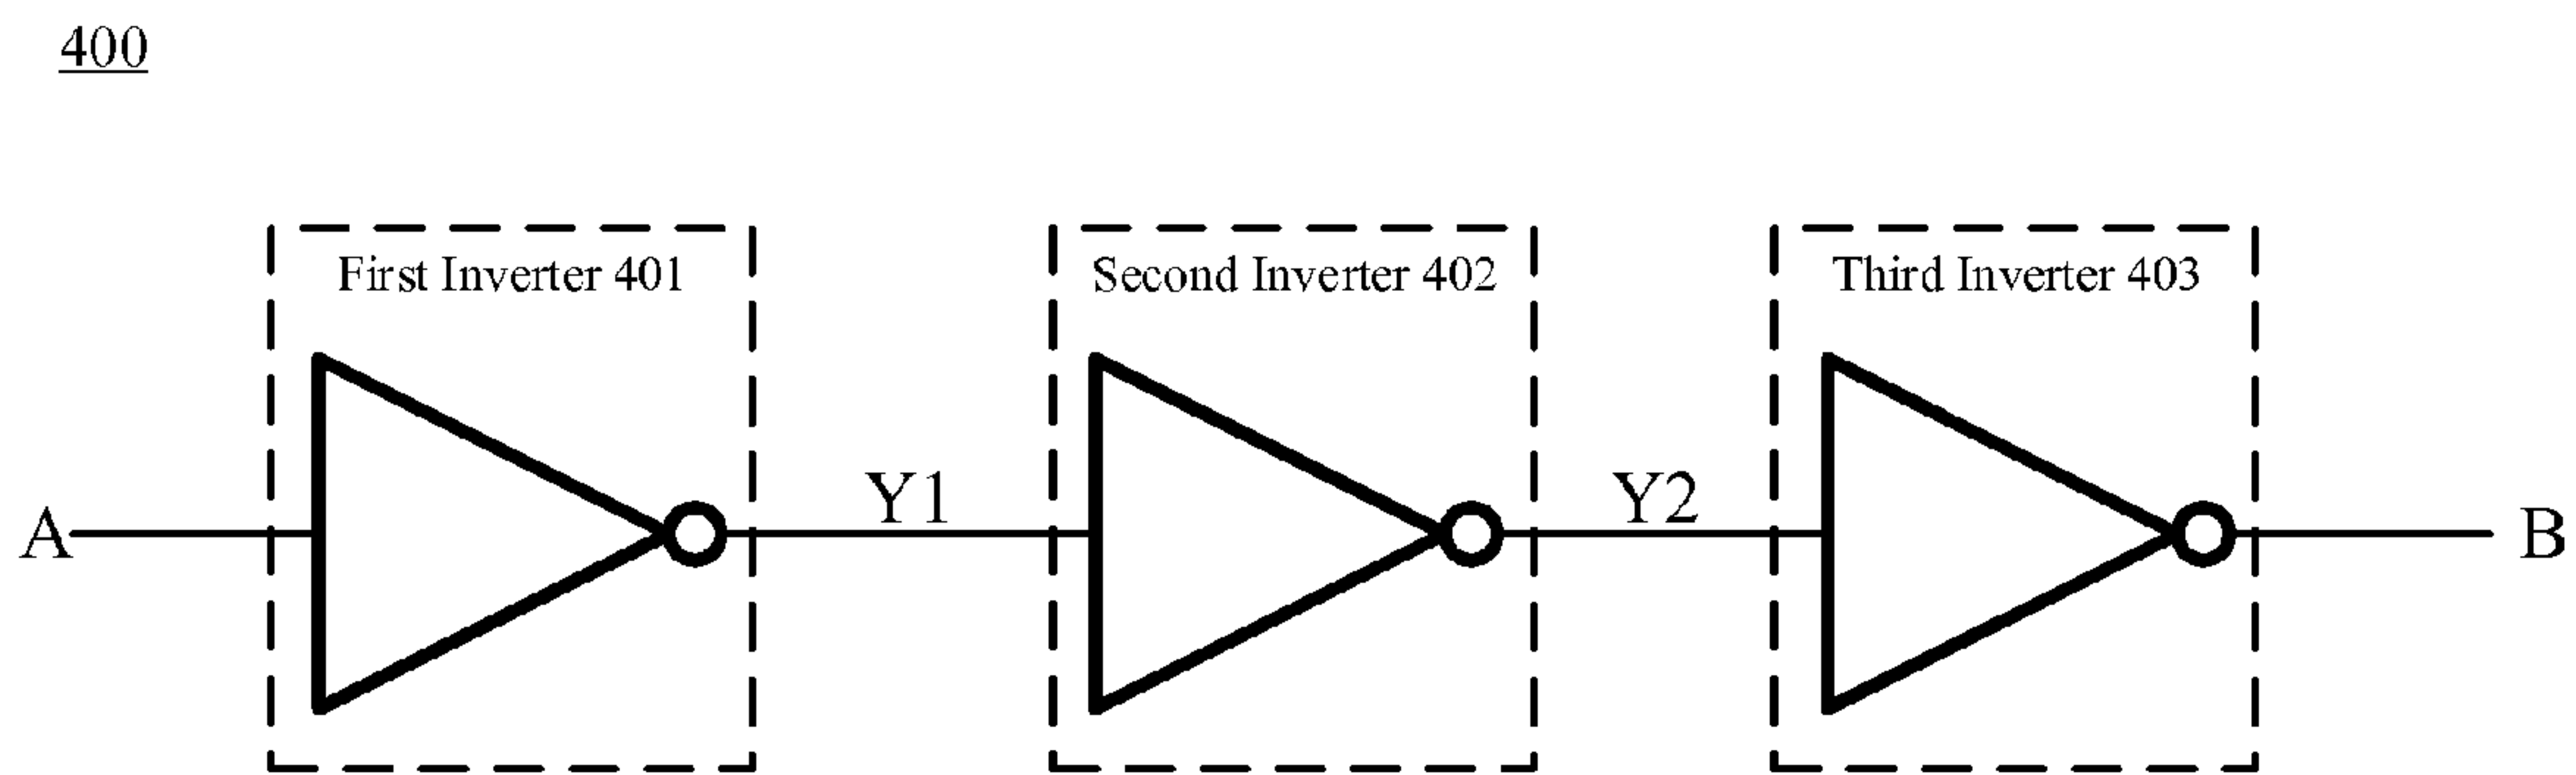 400
First Inverter 401
Second Inverter 402
Third Inverter 403
A
Y1
Y2
B